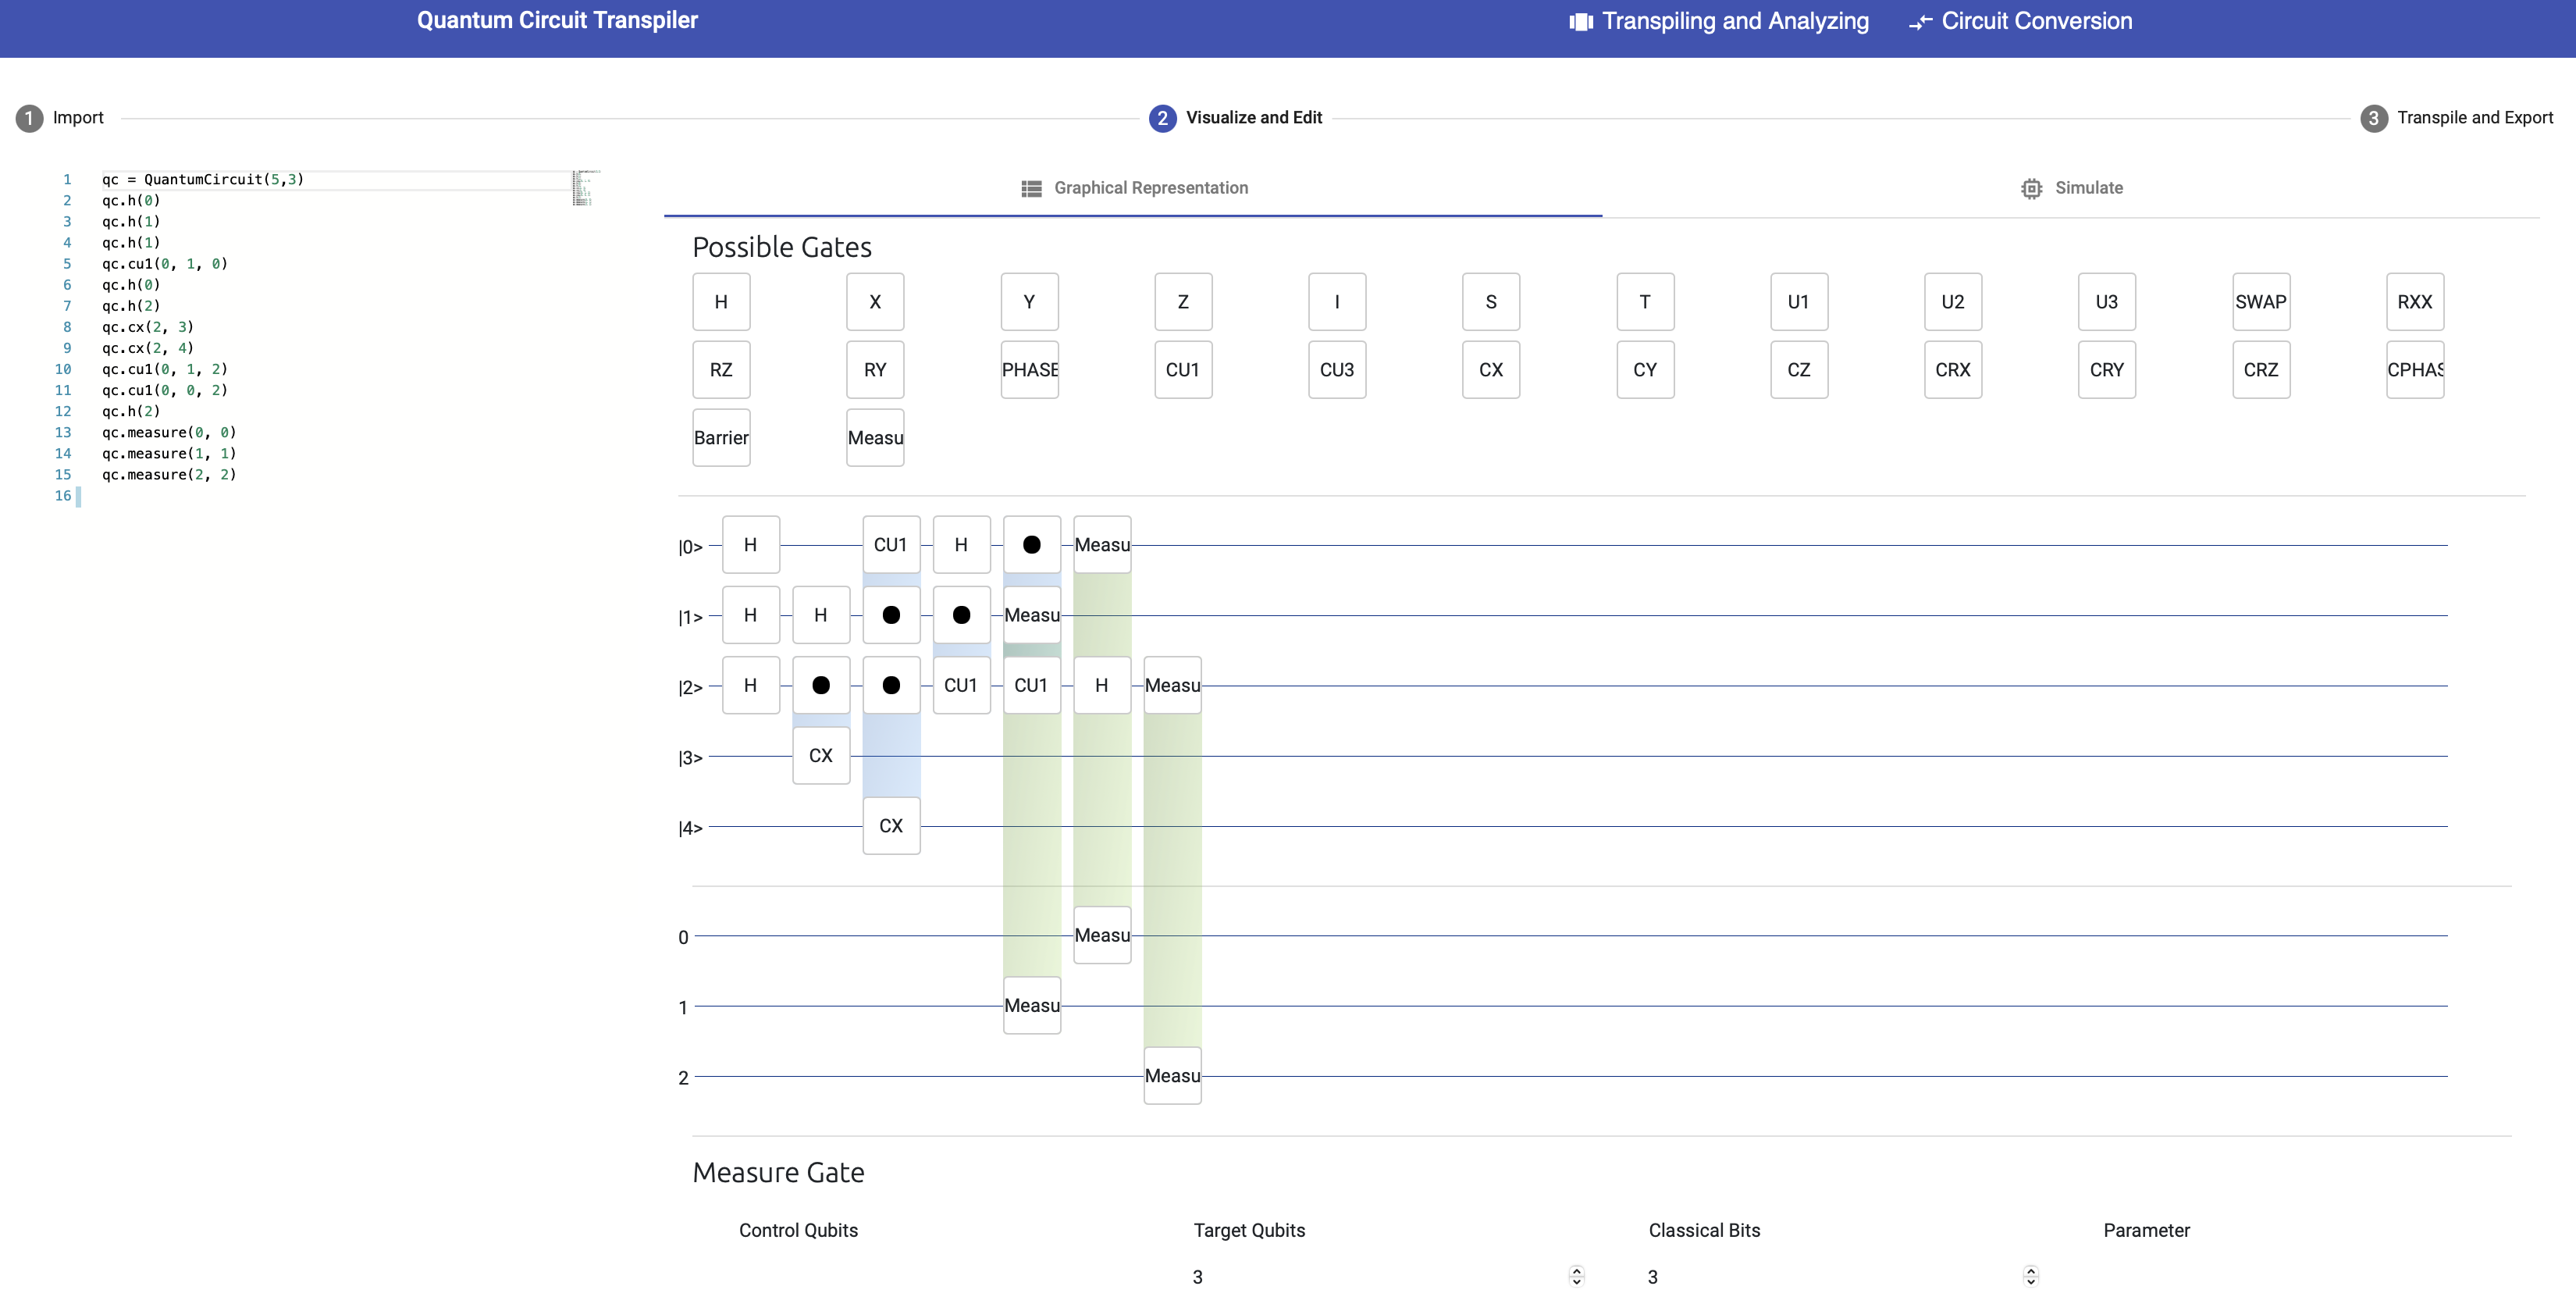 Quantum Circuit Transpiler Transpiling and Analyzing Circuit Conversion
1 Import 2 Visualize and Edit 3 Transpile and Export
1 qc = QuantumCircuit(5,3)
2 qc.h(0)
3 qc.h(1)
4 qc.h(1)
5 qc.cu1(0, 1, 0)
6 qc.h(0)
7 qc.h(2)
8 qc.cx(2, 3)
9 qc.cx(2, 4)
10 qc.cu1(0, 1, 2)
11 qc.cu1(0, 0, 2)
12 qc.h(2)
13 qc.measure(0, 0)
14 qc.measure(1, 1)
15 qc.measure(2, 2)
16
Graphical Representation Simulate
Possible Gates
H X Y Z I S T U1 U2 U3 SWAP RXX
RZ RY PHASE CU1 CU3 CX CY CZ CRX CRY CRZ CPHAS
Barrier Measu
|0> H CU1 H Measu
|1> H H Measu
|2> H CU1 CU1 H Measu
|3> CX
|4> CX
0 Measu
1 Measu
2 Measu
Measure Gate
Control Qubits Target Qubits Classical Bits Parameter
3 3